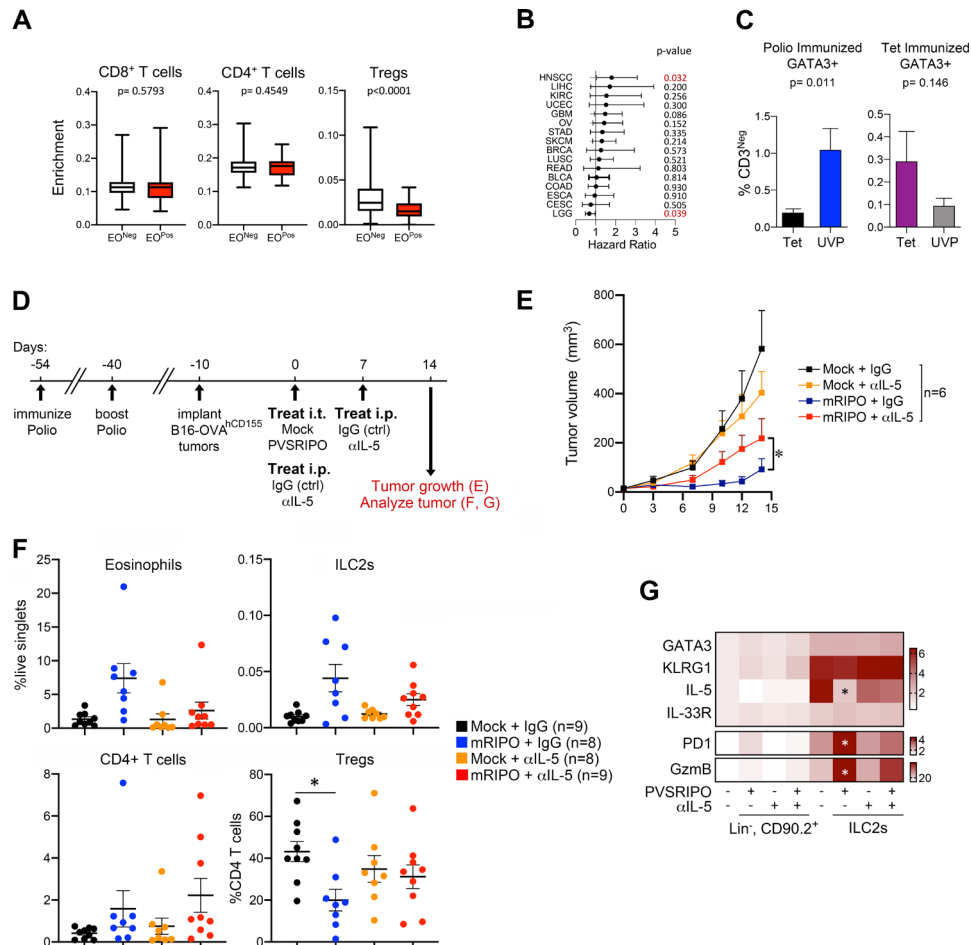 A
CD8+ T cells
p= 0.5793
CD4+ T cells
p= 0.4549
Tregs
p<0.0001
Enrichment
0.4
0.3
0.2
0.1
0.0
0.4
0.3
0.2
0.1
0.0
0.15
0.10
0.05
0.00
EONeg EOPos
EONeg EOPos
EONeg EOPos
B
p-value
HNSCC 0.032
LIHC 0.200
KIRC 0.256
UCEC 0.300
GBM 0.086
OV 0.152
STAD 0.335
SKCM 0.214
BRCA 0.573
LUSC 0.521
READ 0.803
BLCA 0.814
COAD 0.930
ESCA 0.910
CESC 0.505
LGG 0.039
0 1 2 3 4 5
Hazard Ratio
C
Polio Immunized
GATA3+
p= 0.011
Tet Immunized
GATA3+
p= 0.146
% CD3Neg
1.5
1.0
0.5
0.0
Tet UVP
0.5
0.4
0.3
0.2
0.1
0.0
Tet UVP
D
Days:
-54 -40 -10 0 7 14
immunize
Polio
boost
Polio
implant
B16-OVAhCD155
tumors
Treat i.t.
Mock
PVSRIPO
Treat i.p.
IgG (ctrl)
αIL-5
Treat i.p.
IgG (ctrl)
αIL-5
Tumor growth (E)
Analyze tumor (F, G)
E
Tumor volume (mm3)
800
600
400
200
0
0 3 6 9 12 15
Mock + IgG
Mock + αIL-5
mRIPO + IgG
mRIPO + αIL-5
n=6
*
F
Eosinophils
%live singlets
25
20
15
10
5
0
ILC2s
0.15
0.10
0.05
0.00
CD4+ T cells
8
6
4
2
0
Tregs
%CD4 T cells
80
60
40
20
0
*
Mock + IgG (n=9)
mRIPO + IgG (n=8)
Mock + αIL-5 (n=8)
mRIPO + αIL-5 (n=9)
G
GATA3
KLRG1
IL-5 *
IL-33R
PD1 *
GzmB *
6
4
2
4
2
20
PVSRIPO - + - + - + - +
αIL-5 - - + + - - + +
Lin-, CD90.2+ ILC2s